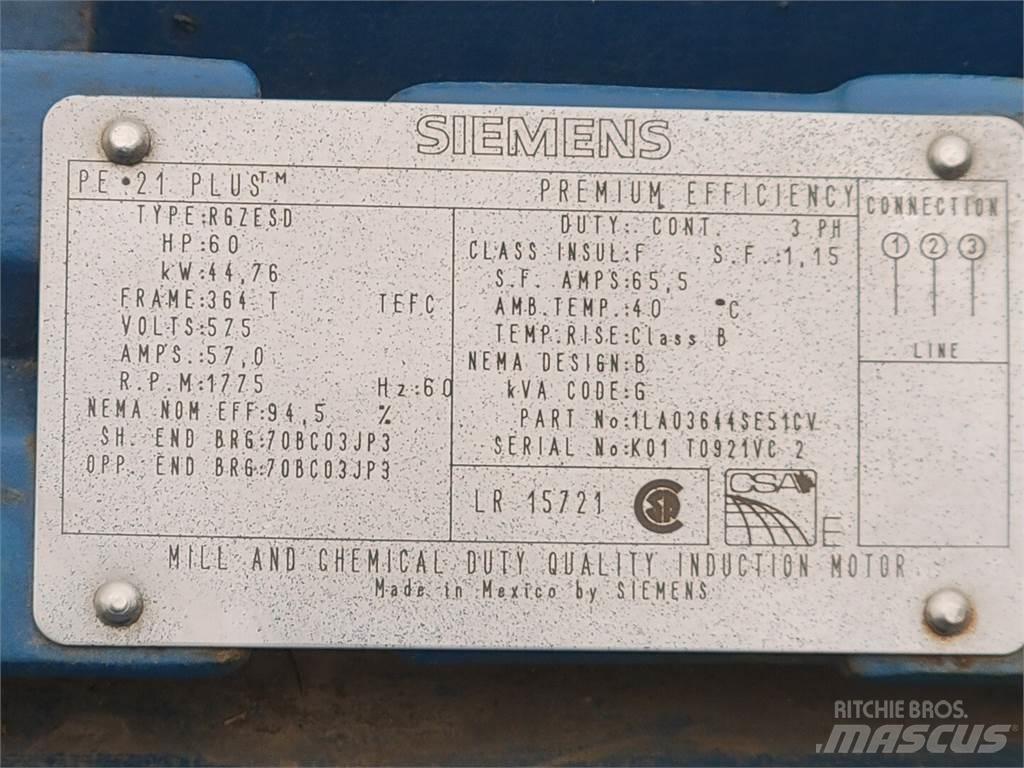 SIEMENS
PE • 21 PLUS™ PREMIUM EFFICIENCY
TYPE:RGZESD
HP:60
kW:44,76
FRAME:364 T TEFC
VOLTS:575
AMPS.:57,0
R.P.M:1775 Hz:60
NEMA NOM EFF:94,5 %
SH. END BRG:70BC03JP3
OPP. END BRG:70BC03JP3
DUTY: CONT. 3 PH
CLASS INSUL:F S.F.:1,15
S.F. AMPS:65,5
AMB.TEMP.:40 °C
TEMP.RISE:Class B
NEMA DESIGN:B
kVA CODE:G
PART No:1LA03644SE51CV
SERIAL No:K01 T0921VC 2
CONNECTION
1 2 3
LINE
LR 15721
CSA
E
MILL AND CHEMICAL DUTY QUALITY INDUCTION MOTOR
Made in Mexico by SIEMENS
RITCHIE BROS.
MASCUS